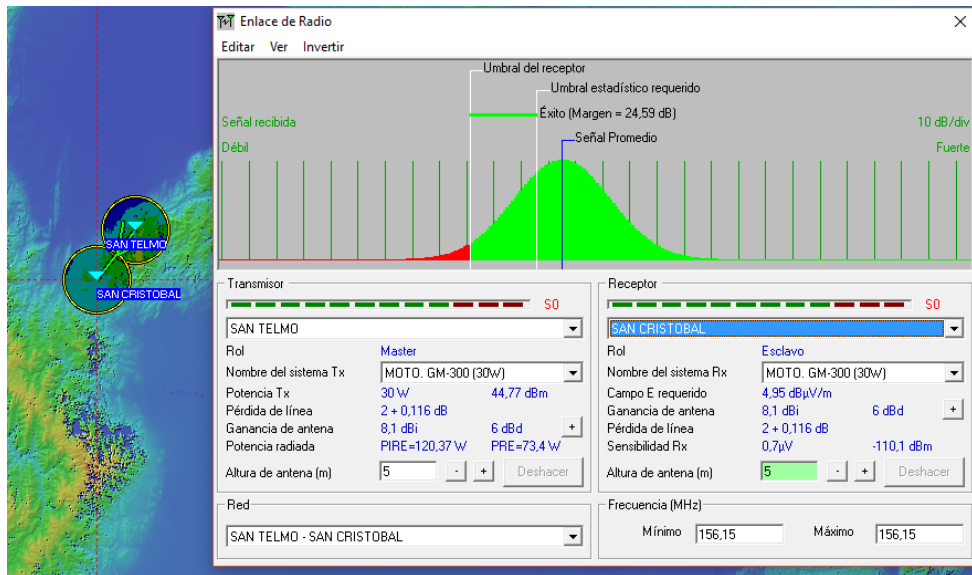 Enlace de Radio
Editar Ver Invertir
Umbral del receptor
Umbral estadístico requerido
Éxito (Margen = 24,59 dB)
Señal recibida
10 dB/div
Señal Promedio
Débil
Fuerte
SAN TELMO
SAN CRISTOBAL
Transmisor
S0
SAN TELMO
Rol Master
Nombre del sistema Tx MOTO. GM-300 (30W)
Potencia Tx 30 W 44,77 dBm
Pérdida de línea 2 + 0,116 dB
Ganancia de antena 8,1 dBi 6 dBd +
Potencia radiada PIRE=120,37 W PRE=73,4 W
Altura de antena (m) 5 - + Deshacer
Red
SAN TELMO - SAN CRISTOBAL
Receptor
S0
SAN CRISTOBAL
Rol Esclavo
Nombre del sistema Rx MOTO. GM-300 (30W)
Campo E requerido 4,95 dBµV/m
Ganancia de antena 8,1 dBi 6 dBd +
Pérdida de línea 2 + 0,116 dB
Sensibilidad Rx 0,7µV -110,1 dBm
Altura de antena (m) 5 - + Deshacer
Frecuencia (MHz)
Mínimo 156,15 Máximo 156,15